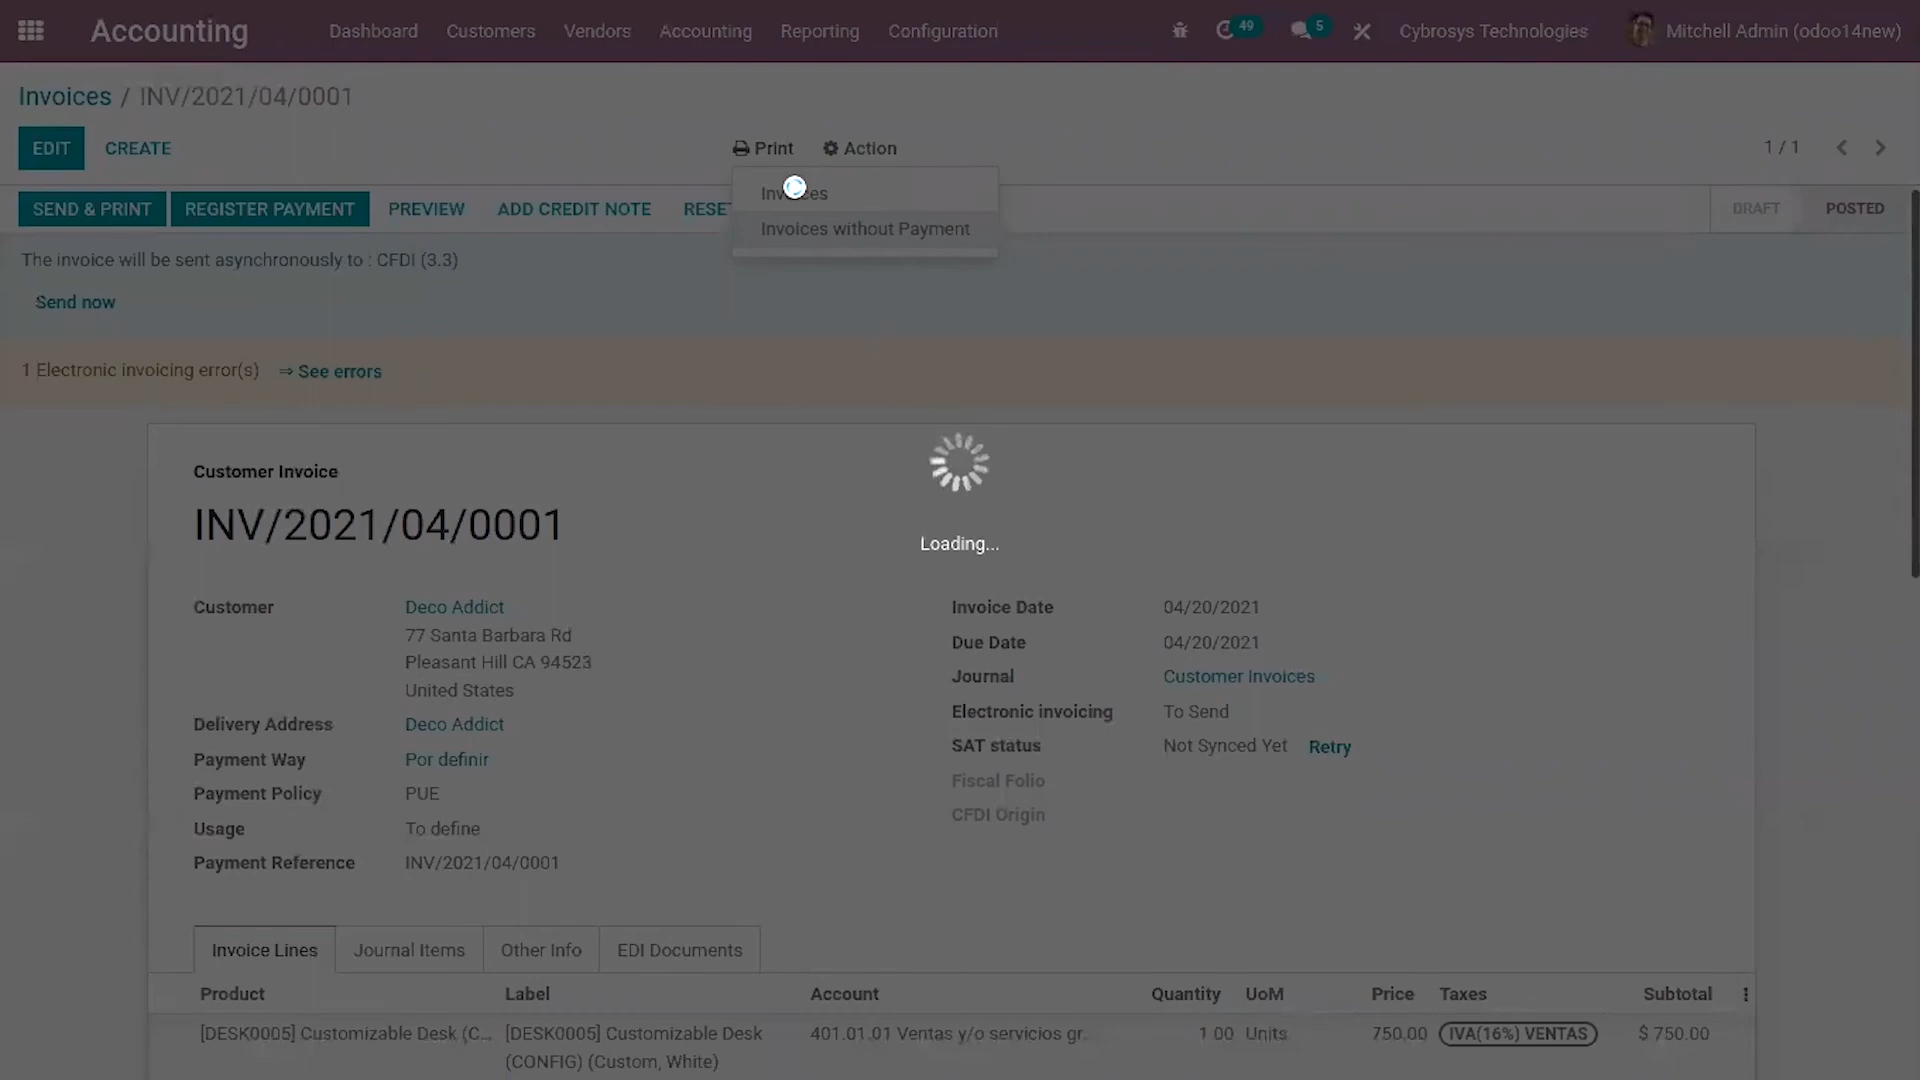 Accounting Dashboard Customers Vendors Accounting Reporting Configuration 49 5 Cybrosys Technologies Mitchell Admin (odoo14new)
Invoices / INV/2021/04/0001
EDIT CREATE Print Action 1 / 1
Invoices
SEND & PRINT REGISTER PAYMENT PREVIEW ADD CREDIT NOTE DRAFT POSTED
Invoices without Payment
The invoice will be sent asynchronously to : CFDI (3.3)
Send now
1 Electronic invoicing error(s) ⇒ See errors
Customer Invoice
INV/2021/04/0001
Loading...
Customer Deco Addict Invoice Date 04/20/2021
77 Santa Barbara Rd Due Date 04/20/2021
Pleasant Hill CA 94523 Journal Customer Invoices
United States
Electronic invoicing To Send
Delivery Address Deco Addict
SAT status Not Synced Yet Retry
Payment Way Por definir
Fiscal Folio
Payment Policy PUE
CFDI Origin
Usage To define
Payment Reference INV/2021/04/0001
Invoice Lines Journal Items Other Info EDI Documents
Product Label Account Quantity UoM Price Taxes Subtotal
[DESK0005] Customizable Desk (C... [DESK0005] Customizable Desk 401.01.01 Ventas y/o servicios gr... 1.00 Units 750.00 IVA(16%) VENTAS $ 750.00
(CONFIG) (Custom, White)